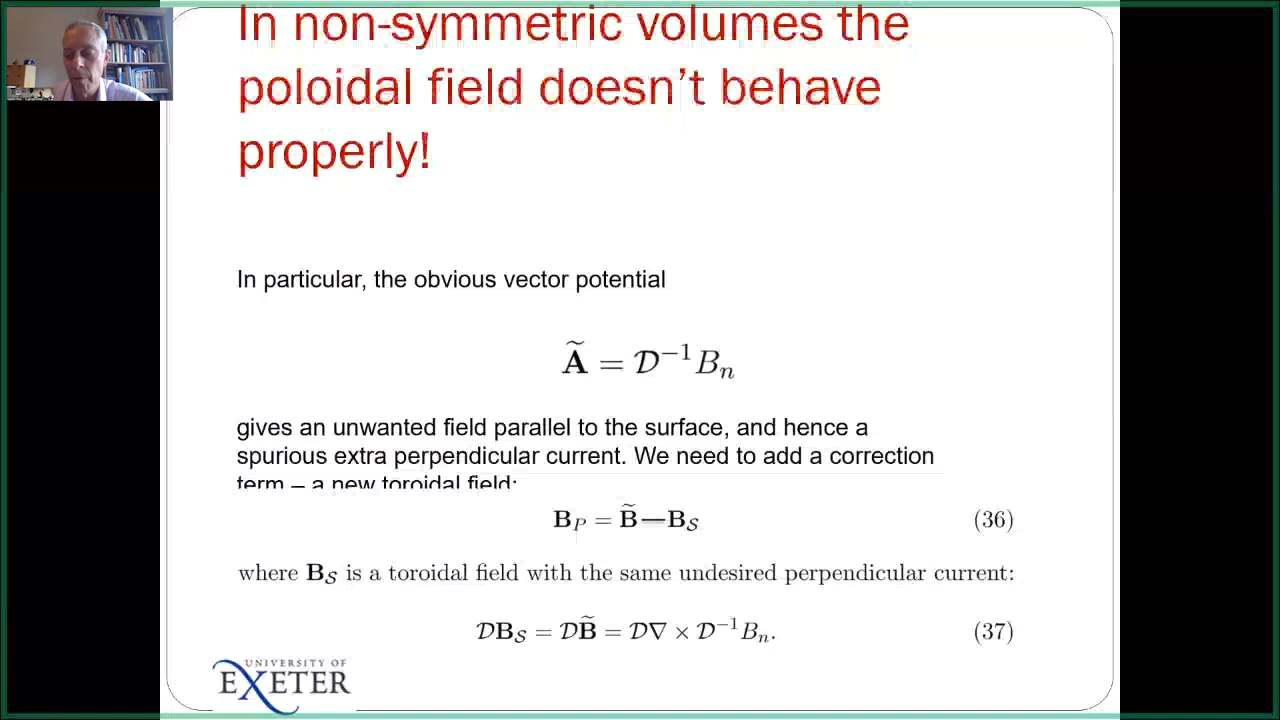 In non-symmetric volumes the
poloidal field doesn't behave
properly!
In particular, the obvious vector potential
Ã = 𝒟⁻¹Bₙ
gives an unwanted field parallel to the surface, and hence a
spurious extra perpendicular current. We need to add a correction
term – a new toroidal field:
B_P = B̃—B_𝒮 (36)
where B_𝒮 is a toroidal field with the same undesired perpendicular current:
𝒟B_𝒮 = 𝒟B̃ = 𝒟∇ × 𝒟⁻¹Bₙ. (37)
UNIVERSITY OF
EXETER